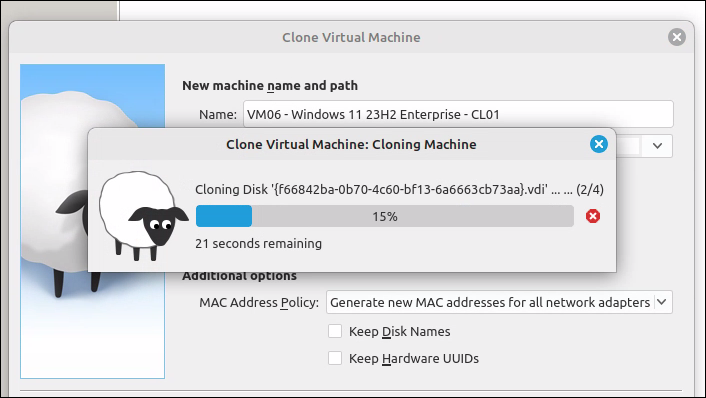 Clone Virtual Machine
New machine name and path
Name: VM06 - Windows 11 23H2 Enterprise - CL01
Clone Virtual Machine: Cloning Machine
Cloning Disk '{f66842ba-0b70-4c60-bf13-6a6663cb73aa}.vdi' ... ... (2/4)
15%
21 seconds remaining
Additional options
MAC Address Policy: Generate new MAC addresses for all network adapters
Keep Disk Names
Keep Hardware UUIDs